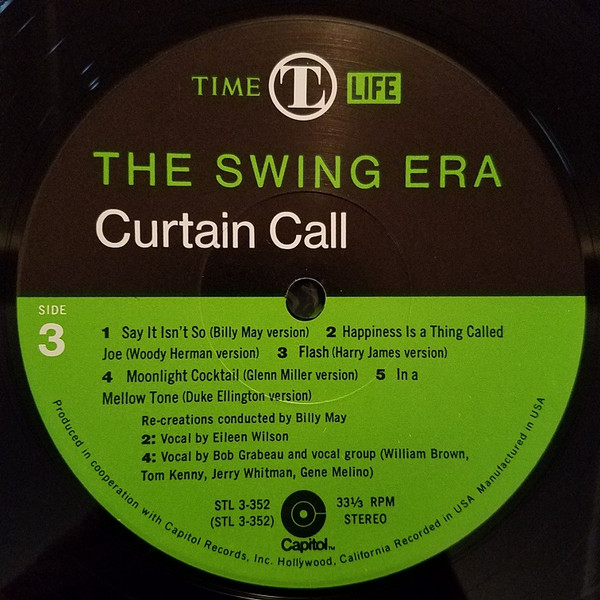 TIME TL LIFE
THE SWING ERA
Curtain Call
SIDE
3
1 Say It Isn't So (Billy May version) 2 Happiness Is a Thing Called
Joe (Woody Herman version) 3 Flash (Harry James version)
4 Moonlight Cocktail (Glenn Miller version) 5 In a
Mellow Tone (Duke Ellington version)
Re-creations conducted by Billy May
2: Vocal by Eileen Wilson
4: Vocal by Bob Grabeau and vocal group (William Brown,
Tom Kenny, Jerry Whitman, Gene Melino)
STL 3-352 33⅓ RPM
(STL 3-352) STEREO
Capitol™
Produced in cooperation with Capitol Records, Inc. Hollywood, California Recorded in USA Manufactured in USA